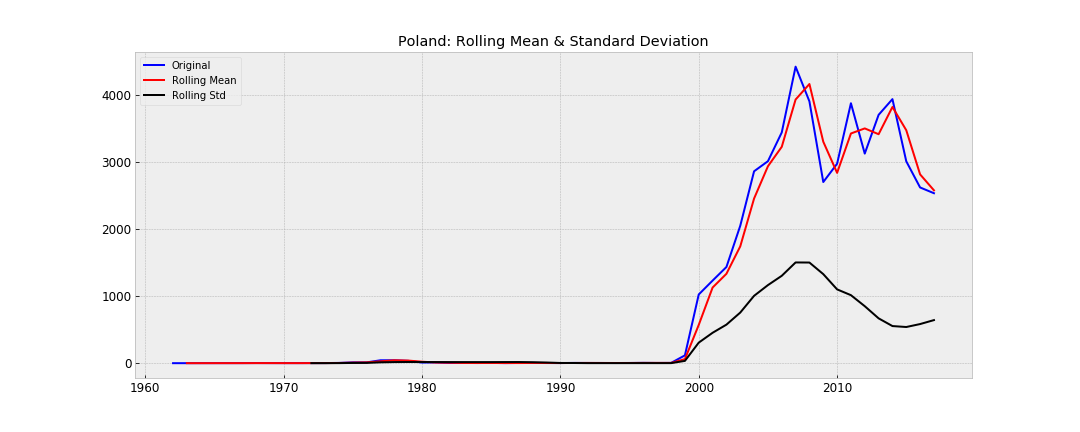 Poland: Rolling Mean & Standard Deviation
Original
Rolling Mean
Rolling Std
4000
3000
2000
1000
0
1960 1970 1980 1990 2000 2010